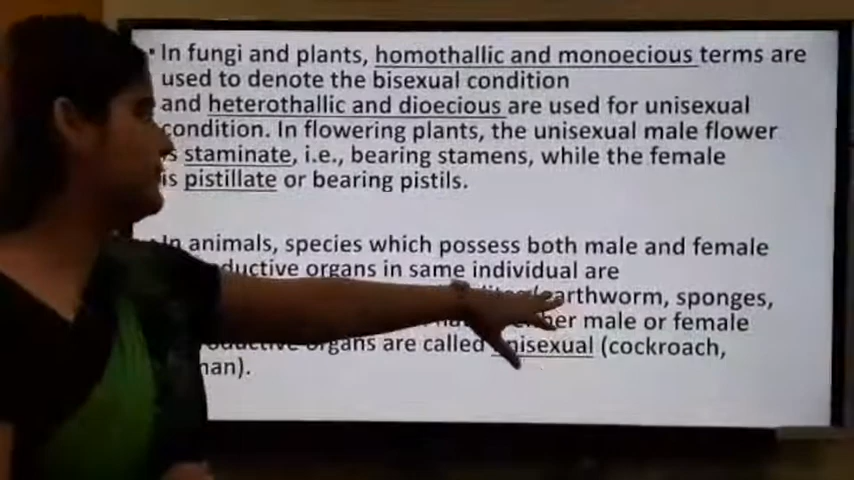 • In fungi and plants, homothallic and monoecious terms are
used to denote the bisexual condition
and heterothallic and dioecious are used for unisexual
condition. In flowering plants, the unisexual male flower
staminate, i.e., bearing stamens, while the female
is pistillate or bearing pistils.
In animals, species which possess both male and female
organs in same individual are
(earthworm, sponges,
male or female
organs are called unisexual (cockroach,